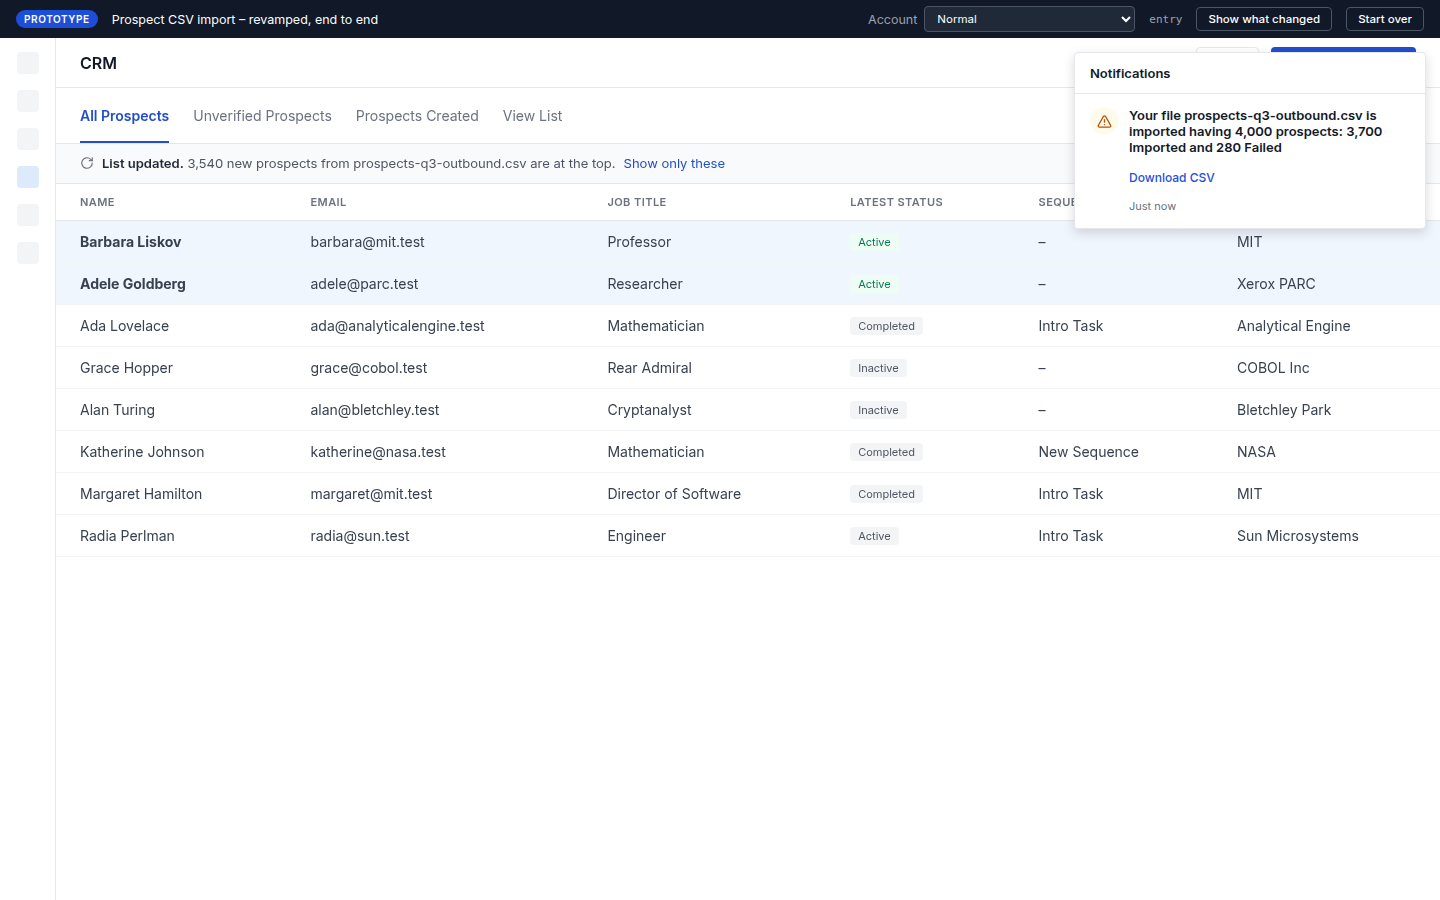 PROTOTYPE Prospect CSV import – revamped, end to end Account Normal entry Show what changed Start over
CRM
Notifications
All Prospects Unverified Prospects Prospects Created View List
Your file prospects-q3-outbound.csv is
imported having 4,000 prospects: 3,700
Imported and 280 Failed
Download CSV
Just now
List updated. 3,540 new prospects from prospects-q3-outbound.csv are at the top. Show only these
NAME EMAIL JOB TITLE LATEST STATUS SEQUE
Barbara Liskov barbara@mit.test Professor Active – MIT
Adele Goldberg adele@parc.test Researcher Active – Xerox PARC
Ada Lovelace ada@analyticalengine.test Mathematician Completed Intro Task Analytical Engine
Grace Hopper grace@cobol.test Rear Admiral Inactive – COBOL Inc
Alan Turing alan@bletchley.test Cryptanalyst Inactive – Bletchley Park
Katherine Johnson katherine@nasa.test Mathematician Completed New Sequence NASA
Margaret Hamilton margaret@mit.test Director of Software Completed Intro Task MIT
Radia Perlman radia@sun.test Engineer Active Intro Task Sun Microsystems